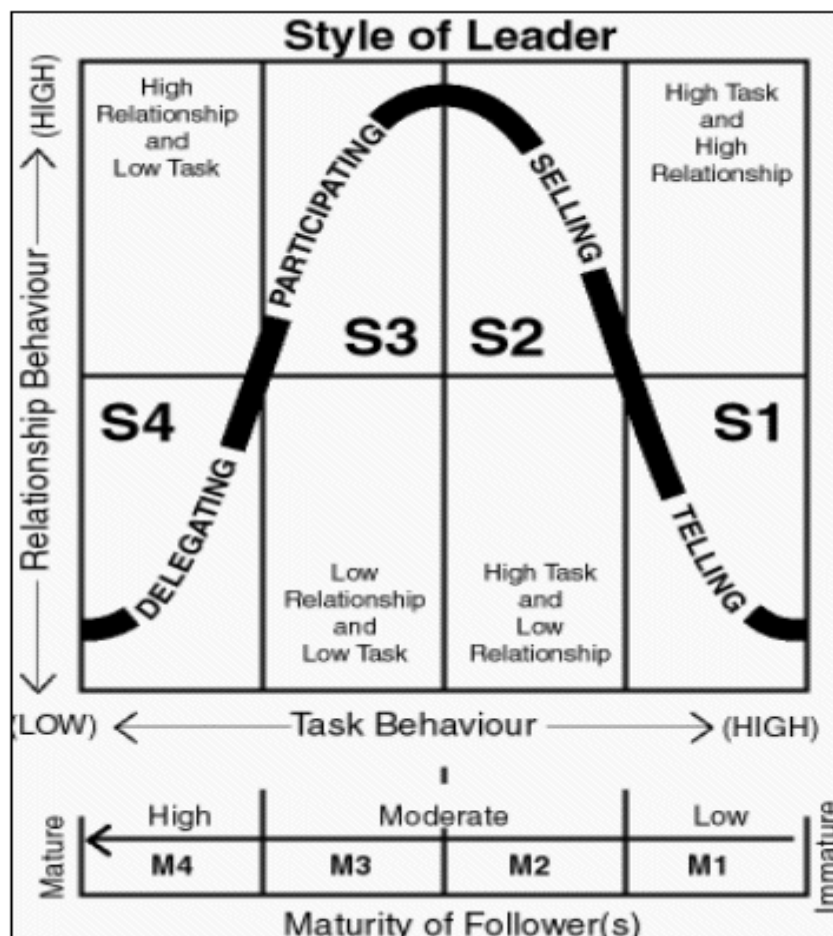 Style of Leader
(HIGH)
Relationship Behaviour
High
Relationship
and
Low Task
PARTICIPATING
SELLING
High Task
and
High
Relationship
S3
S2
S4
S1
DELEGATING
TELLING
Low
Relationship
and
Low Task
High Task
and
Low
Relationship
(LOW)
Task Behaviour
(HIGH)
Mature
High
Moderate
Low
Immature
M4
M3
M2
M1
Maturity of Follower(s)